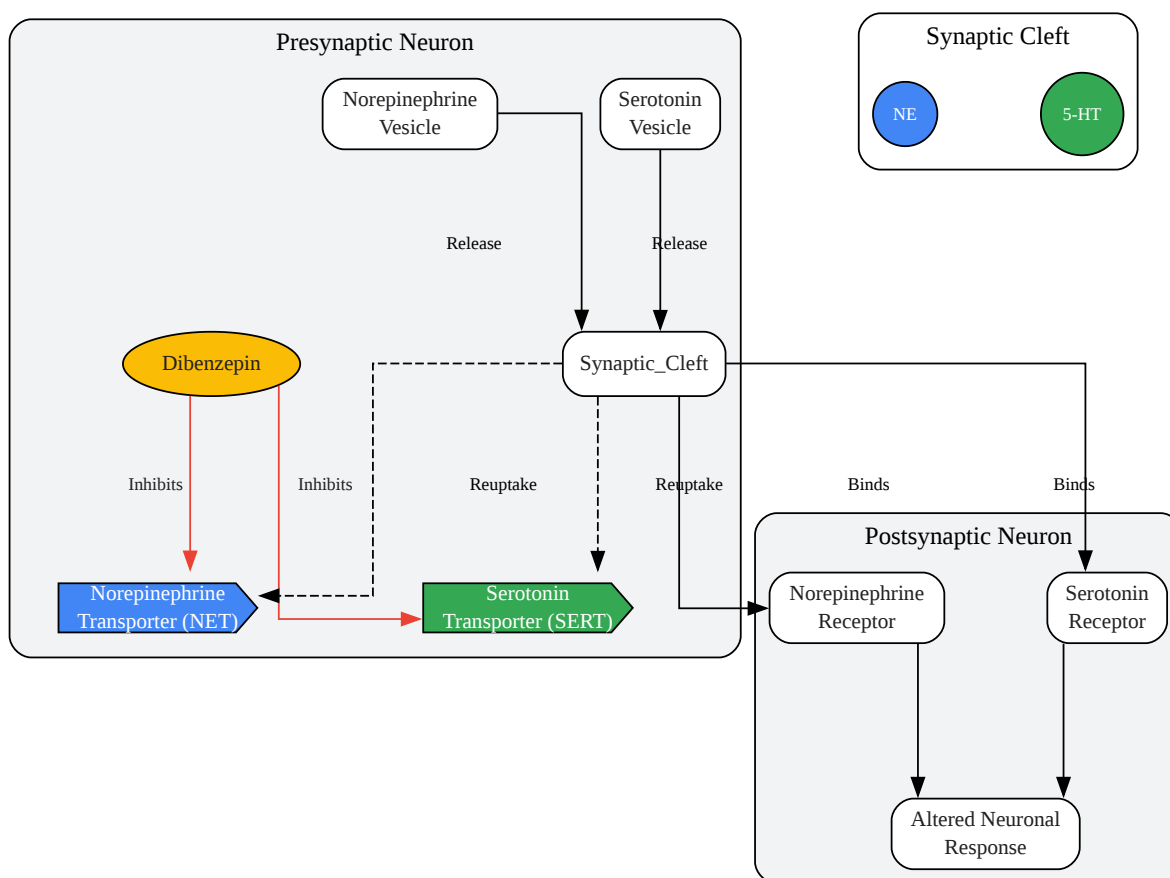 Presynaptic Neuron
Synaptic Cleft
Norepinephrine
Vesicle
Serotonin
Vesicle
NE
5-HT
Release
Release
Dibenzepin
Synaptic_Cleft
Inhibits
Inhibits
Reuptake
Reuptake
Binds
Binds
Postsynaptic Neuron
Norepinephrine
Transporter (NET)
Serotonin
Transporter (SERT)
Norepinephrine
Receptor
Serotonin
Receptor
Altered Neuronal
Response